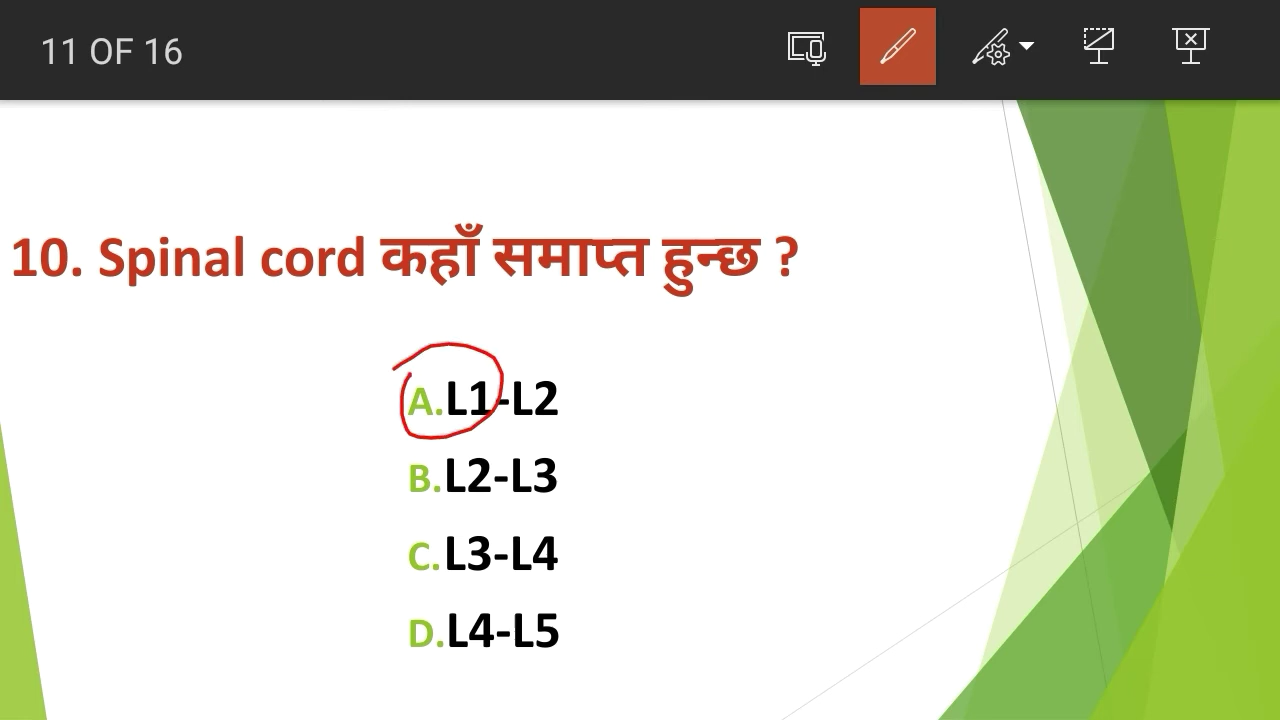 11 OF 16
10. Spinal cord कहाँ समाप्त हुन्छ ?
A.L1-L2
B.L2-L3
C.L3-L4
D.L4-L5